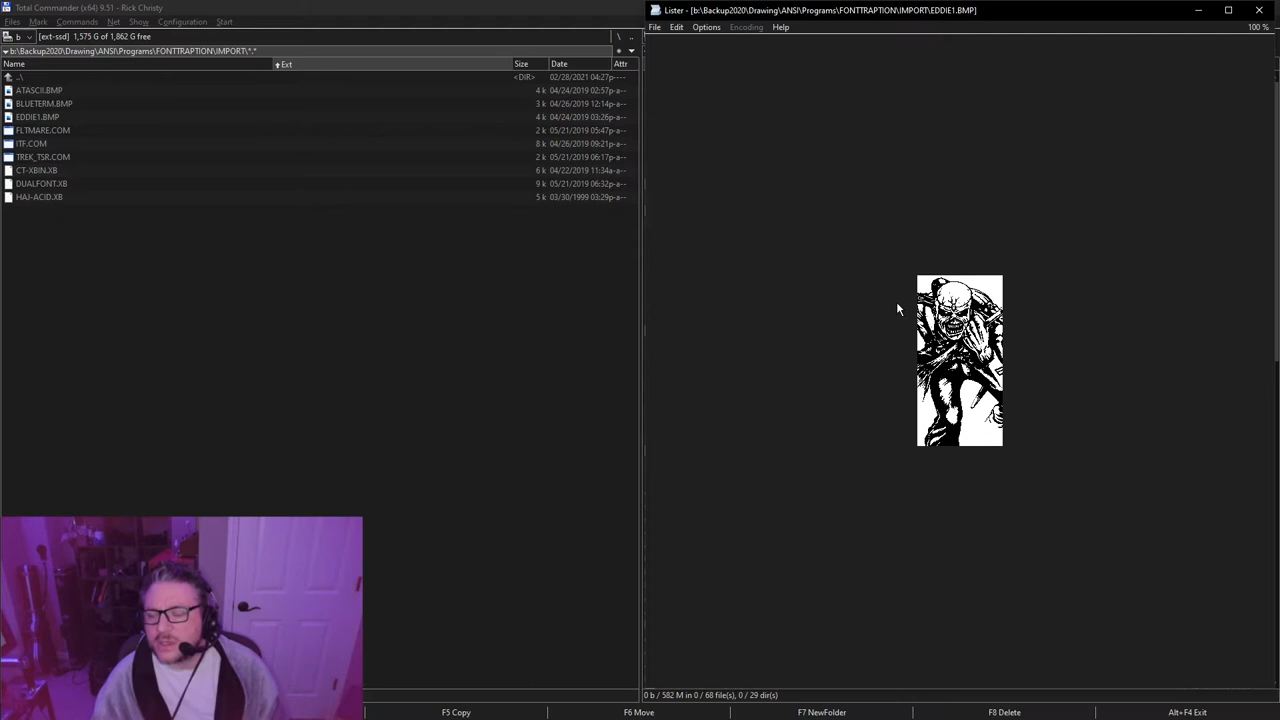 Total Commander (x64) 9.51 - Rick Christy
Files Mark Commands Net Show Configuration Start
b [ext-ssd] 1,575 G of 1,862 G free \ ..
b:\Backup2020\Drawing\ANSI\Programs\FONTTRAPTION\IMPORT\*.*
Name Ext Size Date Attr
..\ <DIR> 02/28/2021 04:27p----
ATASCII.BMP 4 k 04/24/2019 02:57p-a--
BLUETERM.BMP 3 k 04/26/2019 12:14p-a--
EDDIE1.BMP 4 k 04/24/2019 03:26p-a--
FLTMARE.COM 2 k 05/21/2019 05:47p-a--
ITF.COM 8 k 04/26/2019 09:21p-a--
TREK_TSR.COM 2 k 05/21/2019 06:17p-a--
CT-XBIN.XB 6 k 04/22/2019 11:34a-a--
DUALFONT.XB 9 k 05/21/2019 06:32p-a--
HAJ-ACID.XB 5 k 03/30/1999 03:29p-a--
Lister - [b:\Backup2020\Drawing\ANSI\Programs\FONTTRAPTION\IMPORT\EDDIE1.BMP]
File Edit Options Encoding Help 100 %
0 b / 582 M in 0 / 68 file(s), 0 / 29 dir(s)
F5 Copy F6 Move F7 NewFolder F8 Delete Alt+F4 Exit